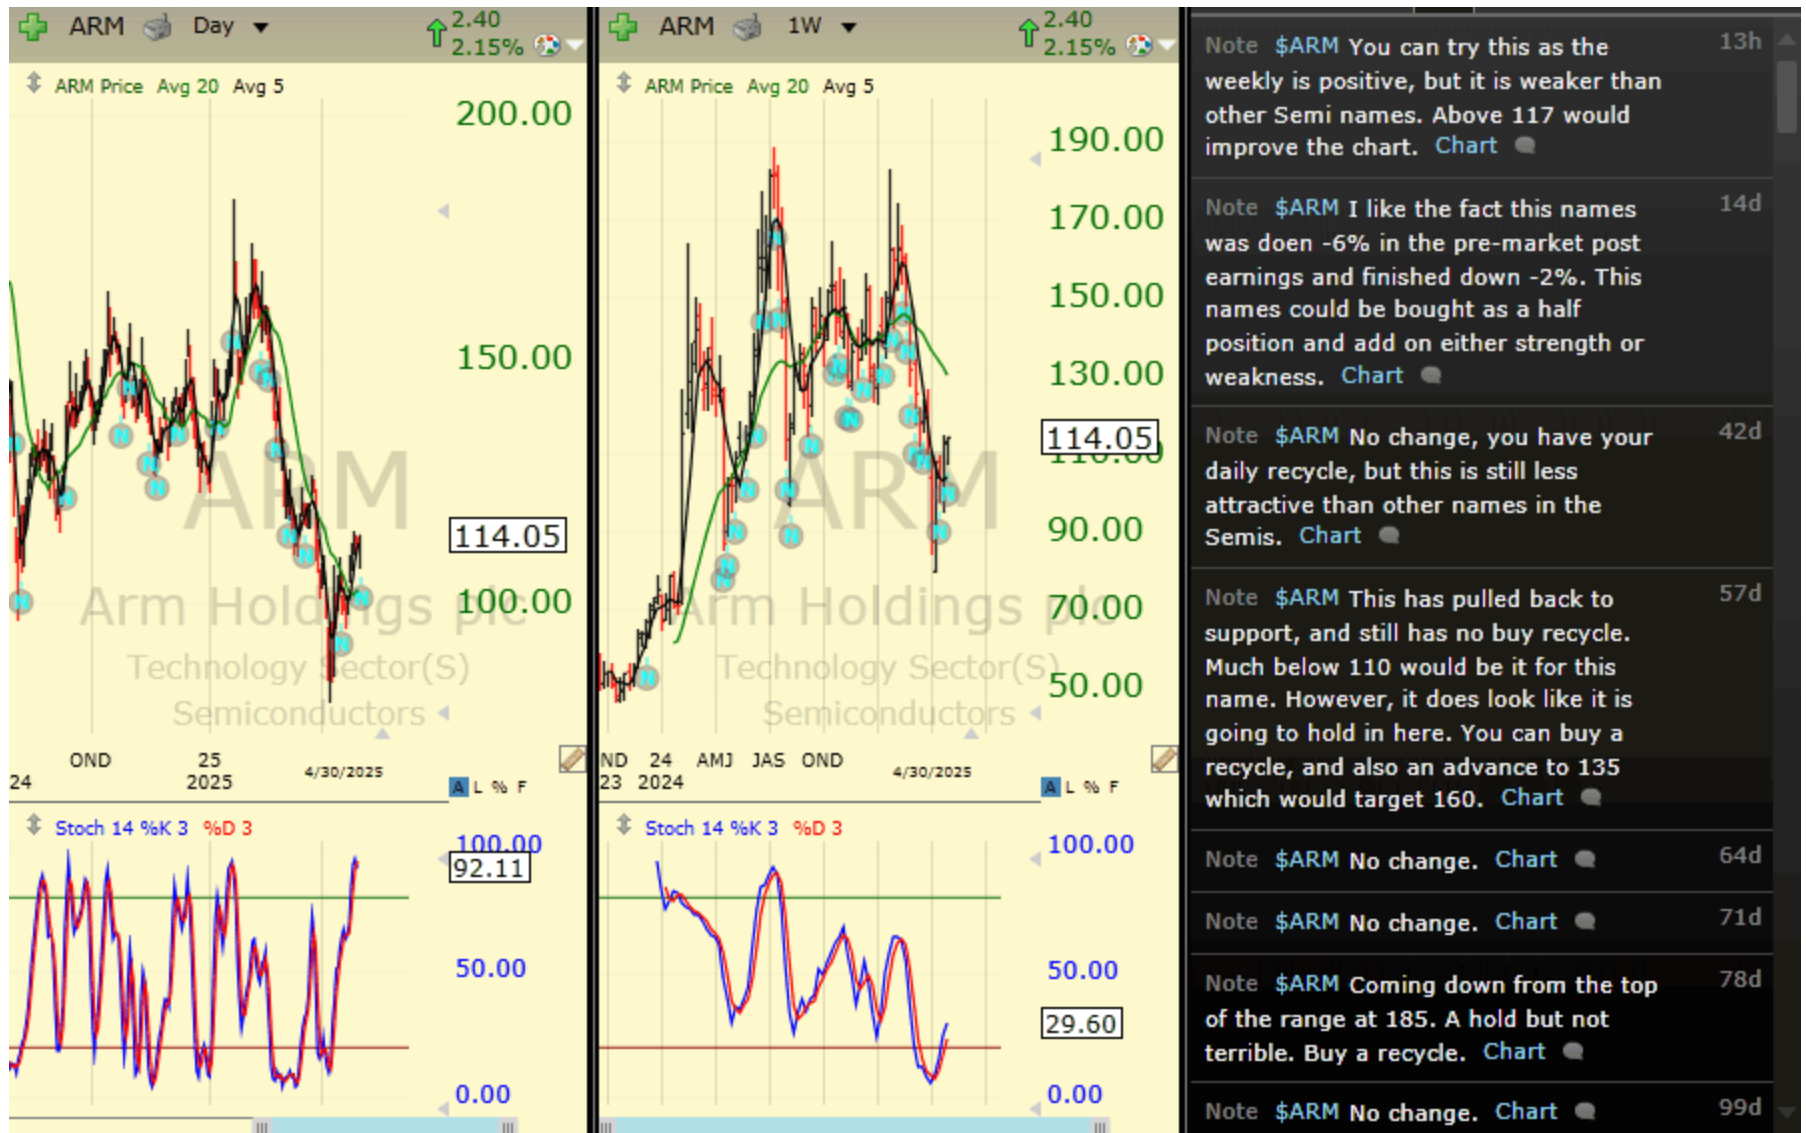 ARM Day 2.40
2.15%
ARM Price Avg 20 Avg 5
200.00
150.00
114.05
100.00
ARM
Arm Holdings plc
Technology Sector(S)
Semiconductors
OND 25
24 2025 4/30/2025
A L % F
Stoch 14 %K 3 %D 3
100.00
92.11
50.00
0.00
ARM 1W 2.40
2.15%
ARM Price Avg 20 Avg 5
190.00
170.00
150.00
130.00
114.05
110.00
90.00
70.00
50.00
ARM
Arm Holdings plc
Technology Sector(S)
Semiconductors
ND 24 AMJ JAS OND
23 2024 4/30/2025
A L % F
Stoch 14 %K 3 %D 3
100.00
50.00
29.60
0.00
Note $ARM You can try this as the 13h
weekly is positive, but it is weaker than
other Semi names. Above 117 would
improve the chart. Chart
Note $ARM I like the fact this names 14d
was doen -6% in the pre-market post
earnings and finished down -2%. This
names could be bought as a half
position and add on either strength or
weakness. Chart
Note $ARM No change, you have your 42d
daily recycle, but this is still less
attractive than other names in the
Semis. Chart
Note $ARM This has pulled back to 57d
support, and still has no buy recycle.
Much below 110 would be it for this
name. However, it does look like it is
going to hold in here. You can buy a
recycle, and also an advance to 135
which would target 160. Chart
Note $ARM No change. Chart 64d
Note $ARM No change. Chart 71d
Note $ARM Coming down from the top 78d
of the range at 185. A hold but not
terrible. Buy a recycle. Chart
Note $ARM No change. Chart 99d